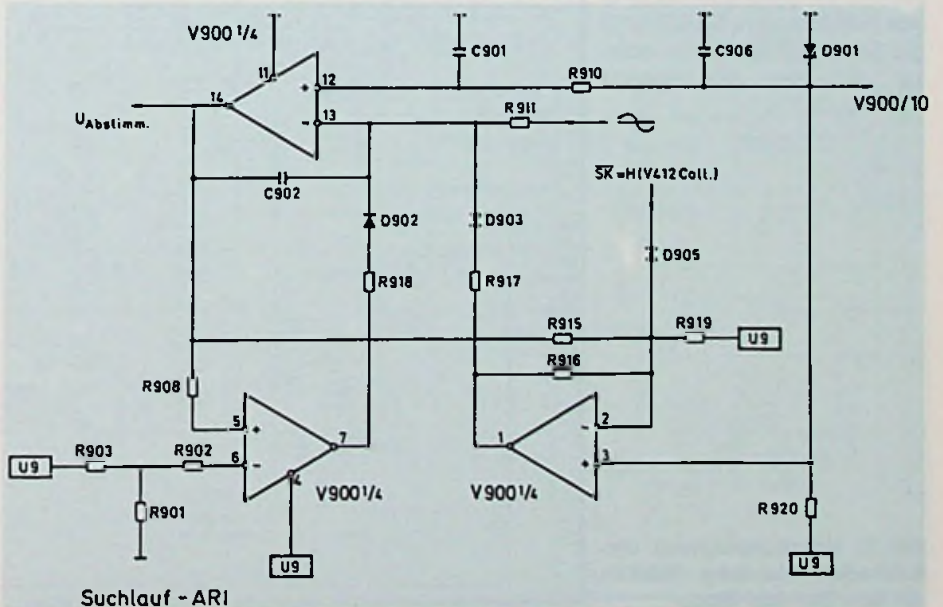 V900 1/4
C901
C906
D901
11
12
R910
14
+
V900/10
U Abstimm.
13
R911
-
SK=H(V412 Coll.)
C902
D902
D903
D905
R918
R917
R915
R919
U9
R916
R908
5
+
7
1
2
-
U9
R903
R902
6
-
3
+
4
V900 1/4
V900 1/4
R920
R901
U9
U9
Suchlauf - ARI